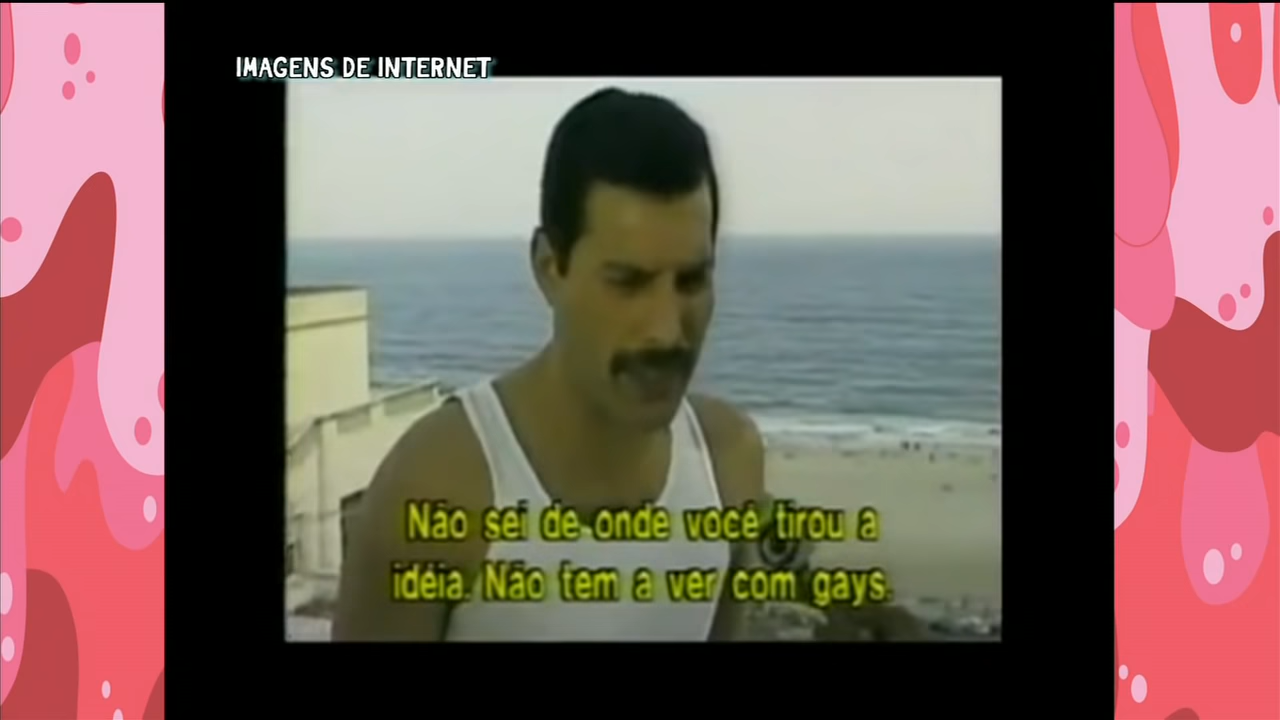 IMAGENS DE INTERNET
Não sei de onde você tirou a
idéia. Não tem a ver com gays.